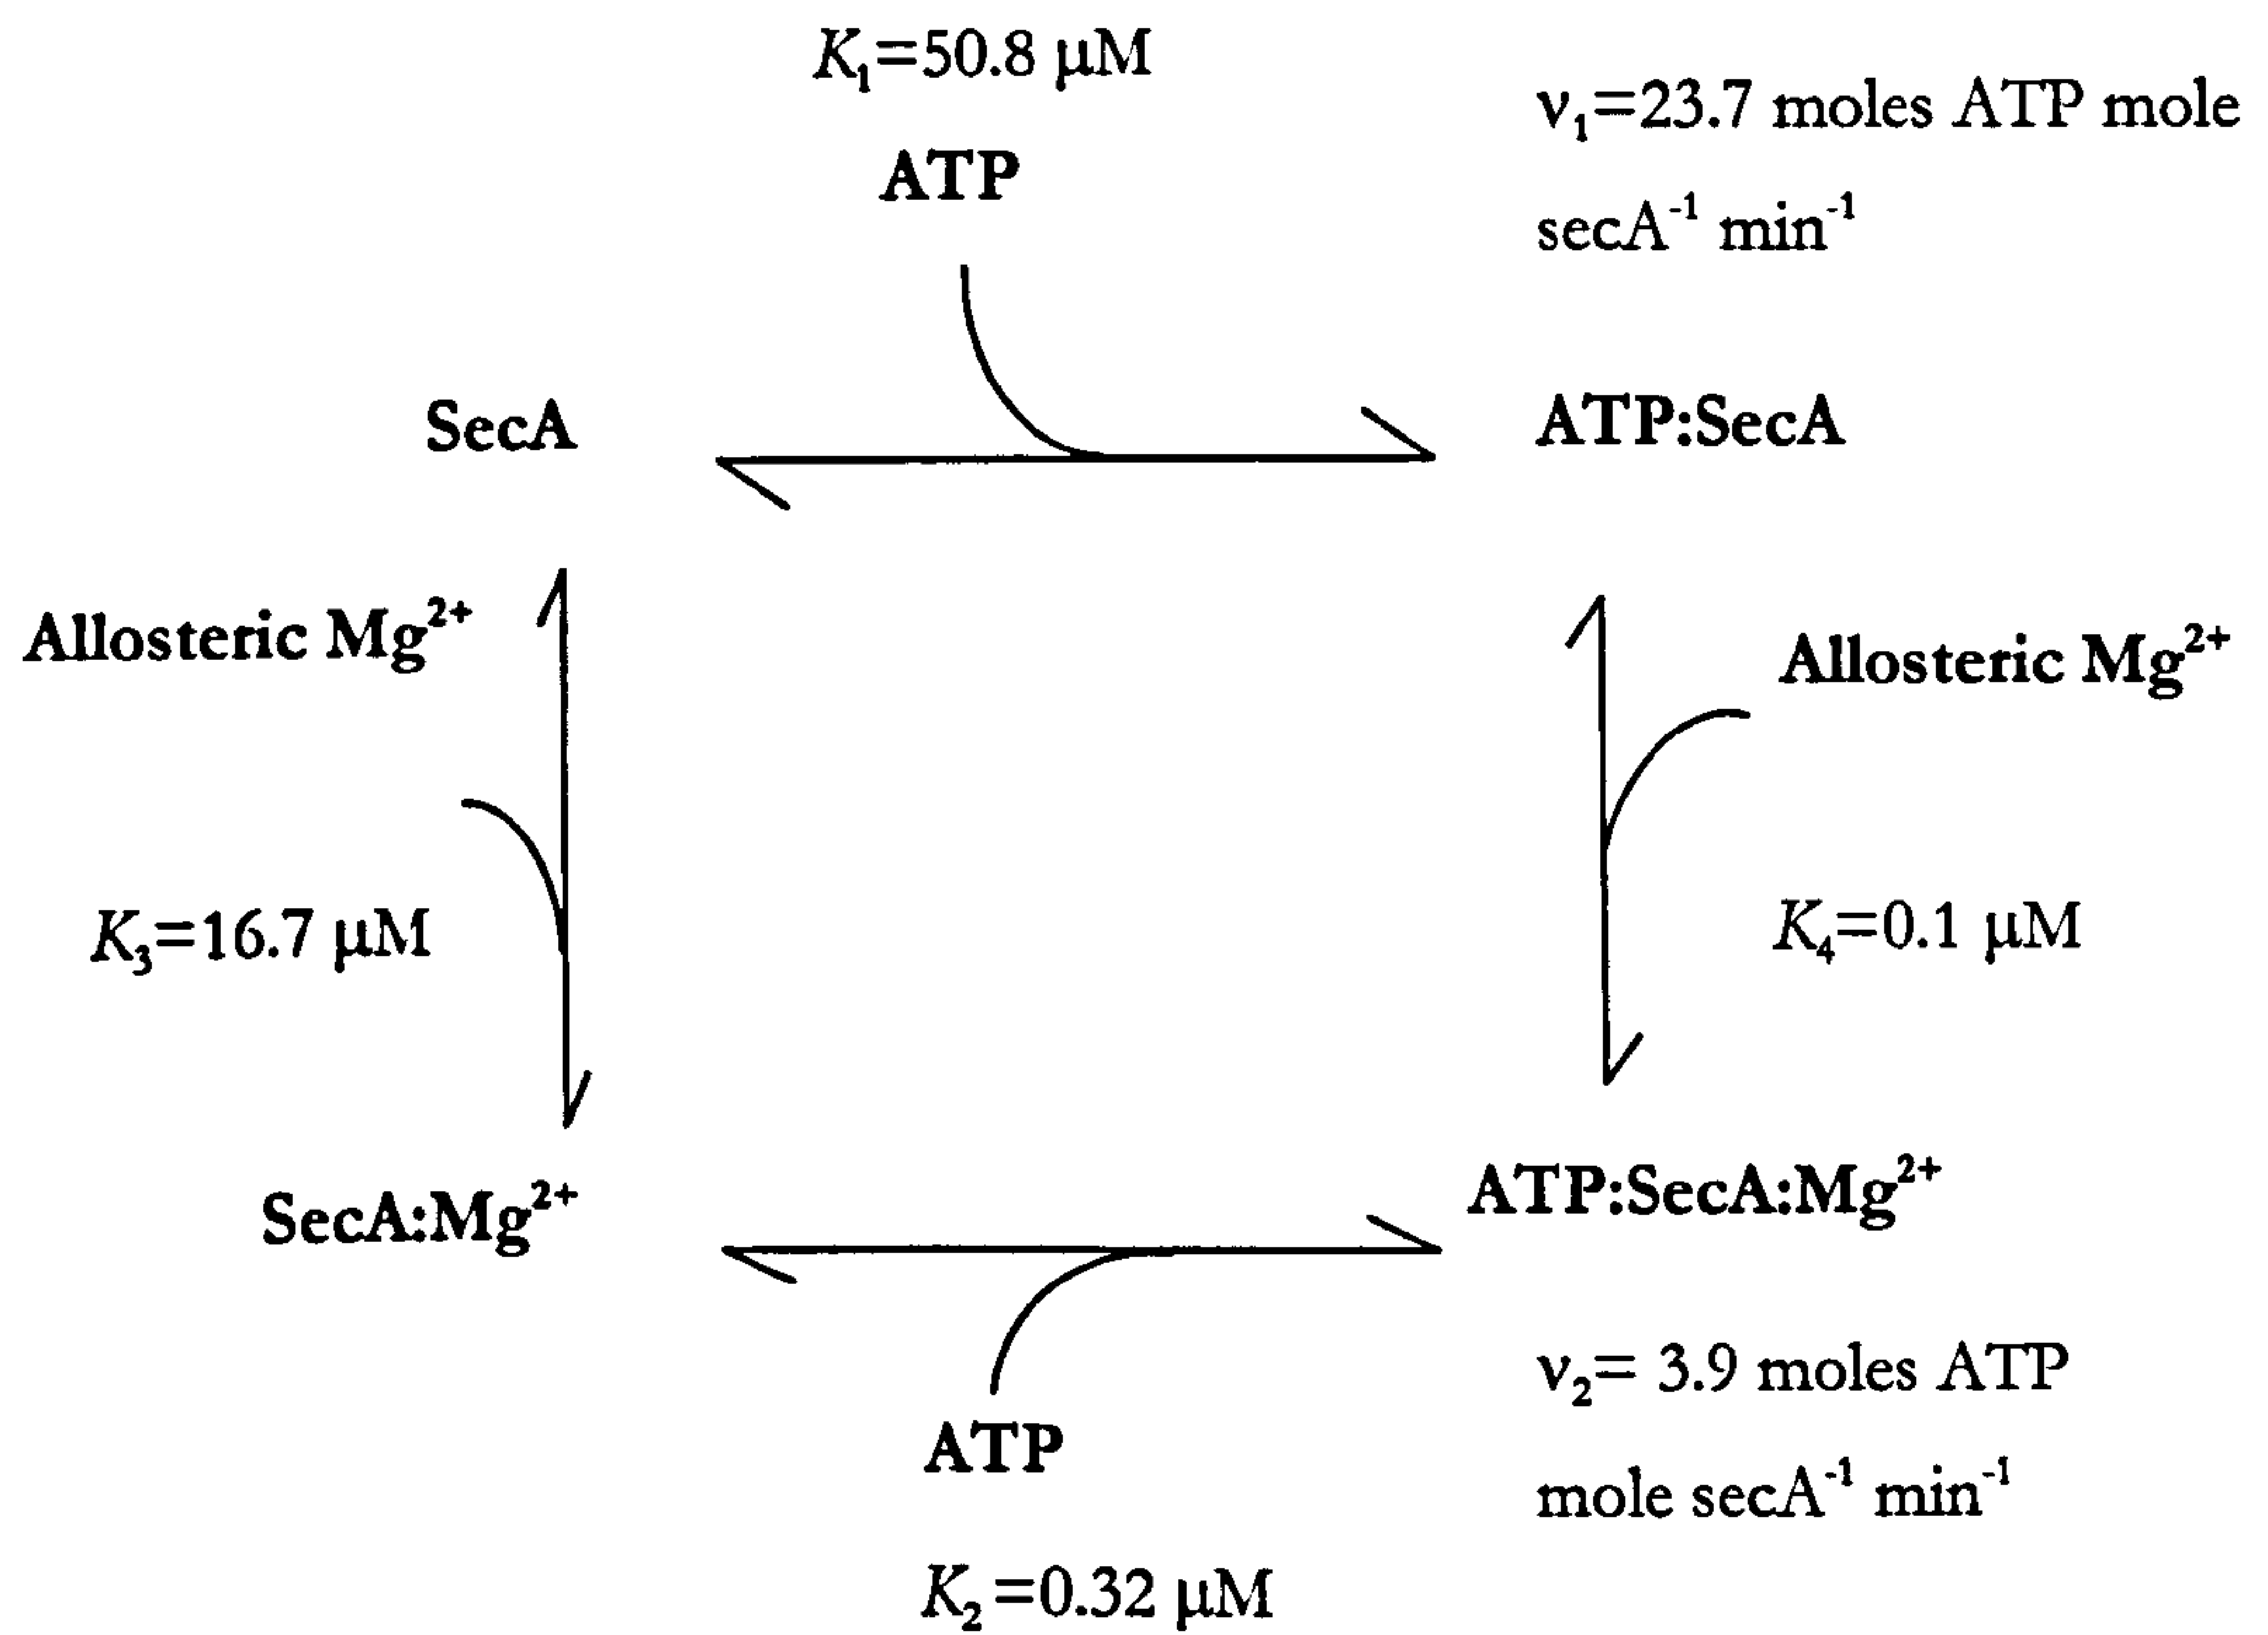 K₁=50.8 μM
ν₁=23.7 moles ATP mole
secA⁻¹ min⁻¹
ATP
SecA
ATP:SecA
Allosteric Mg²⁺
Allosteric Mg²⁺
K₃=16.7 μM
K₄=0.1 μM
SecA:Mg²⁺
ATP:SecA:Mg²⁺
ATP
ν₂= 3.9 moles ATP
mole secA⁻¹ min⁻¹
K₂=0.32 μM